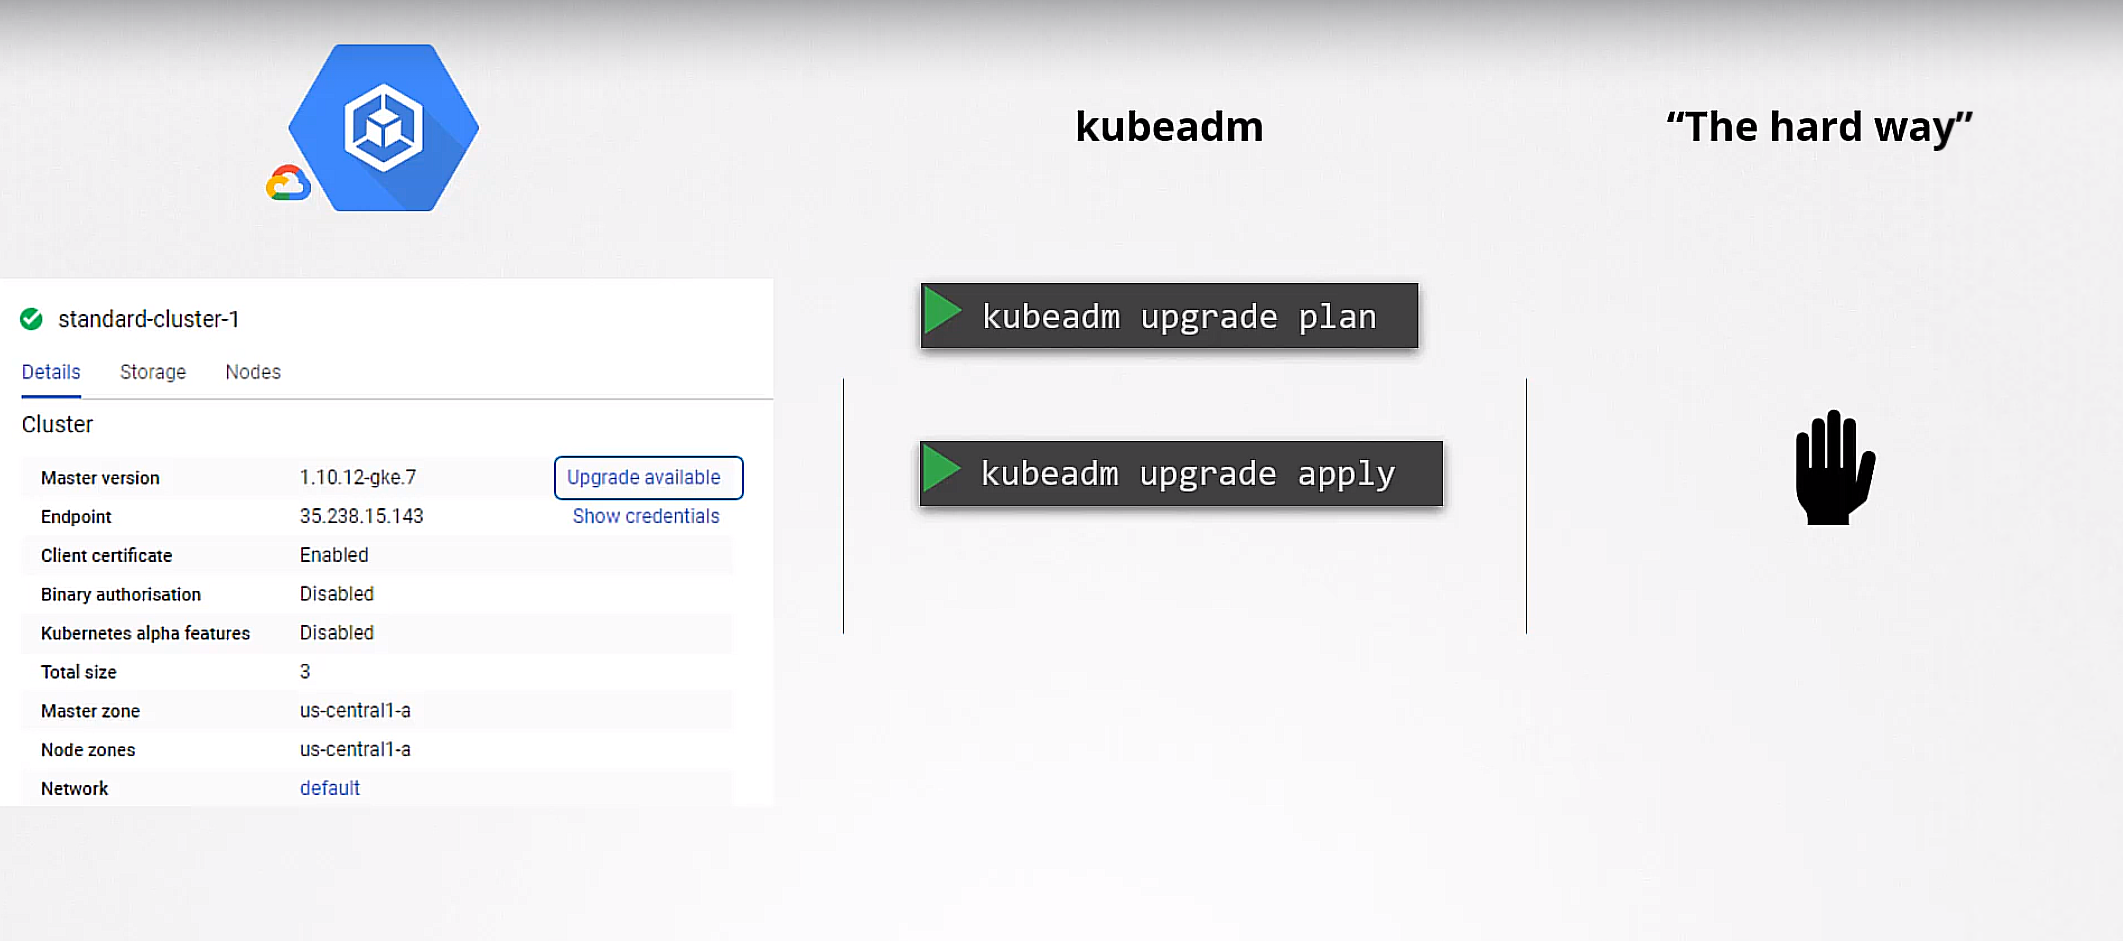 kubeadm
“The hard way”
standard-cluster-1
Details Storage Nodes
Cluster
Master version 1.10.12-gke.7 Upgrade available
Endpoint 35.238.15.143 Show credentials
Client certificate Enabled
Binary authorisation Disabled
Kubernetes alpha features Disabled
Total size 3
Master zone us-central1-a
Node zones us-central1-a
Network default
kubeadm upgrade plan
kubeadm upgrade apply